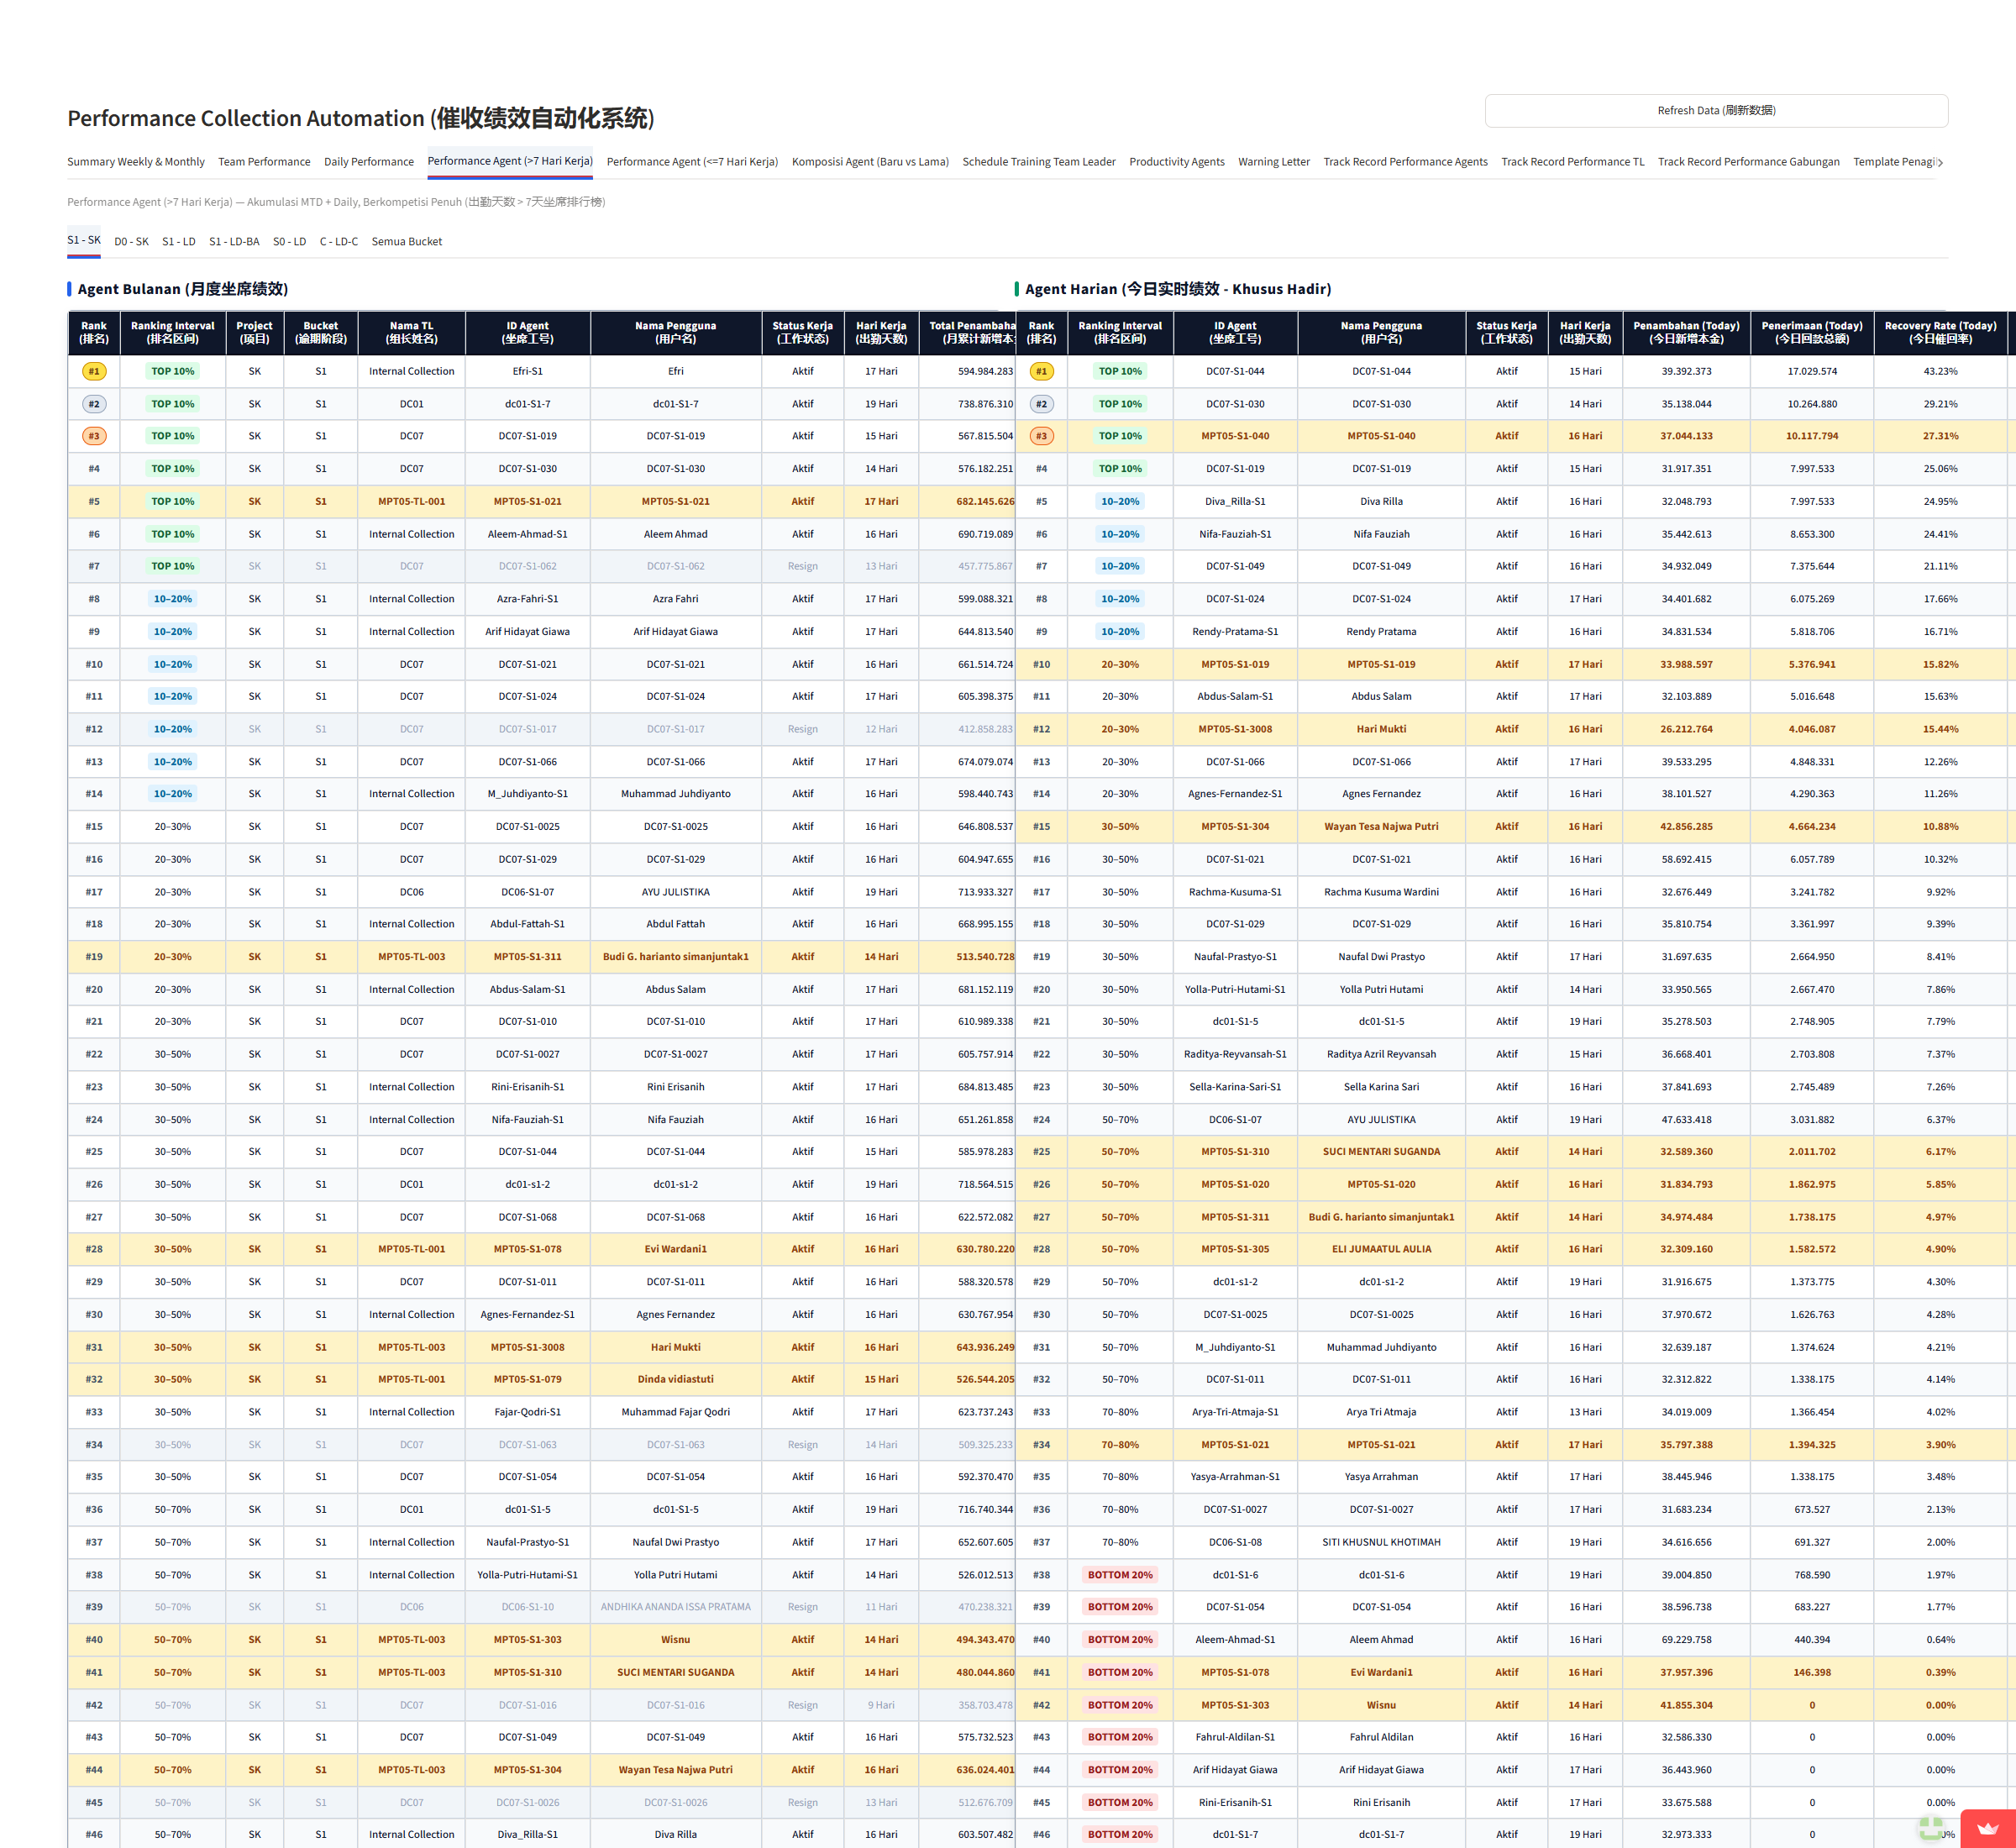 Performance Collection Automation (催收绩效自动化系统)
Refresh Data (刷新数据)
Summary Weekly & Monthly Team Performance Daily Performance Performance Agent (>7 Hari Kerja) Performance Agent (<=7 Hari Kerja) Komposisi Agent (Baru vs Lama) Schedule Training Team Leader Productivity Agents Warning Letter Track Record Performance Agents Track Record Performance TL Track Record Performance Gabungan Template Penagi
Performance Agent (>7 Hari Kerja) — Akumulasi MTD + Daily, Berkompetisi Penuh (出勤天数 > 7天坐席排行榜)
S1 - SK D0 - SK S1 - LD S1 - LD-BA S0 - LD C - LD-C Semua Bucket
Agent Bulanan (月度坐席绩效)
Rank Ranking Interval Project Bucket Nama TL ID Agent Nama Pengguna Status Kerja Hari Kerja Total Penambaha
(排名) (排名区间) (项目) (逾期阶段) (组长姓名) (坐席工号) (用户名) (工作状态) (出勤天数) (月累计新增本
#1 TOP 10% SK S1 Internal Collection Efri-S1 Efri Aktif 17 Hari 594.984.283
#2 TOP 10% SK S1 DC01 dc01-S1-7 dc01-S1-7 Aktif 19 Hari 738.876.310
#3 TOP 10% SK S1 DC07 DC07-S1-019 DC07-S1-019 Aktif 15 Hari 567.815.504
#4 TOP 10% SK S1 DC07 DC07-S1-030 DC07-S1-030 Aktif 14 Hari 576.182.251
#5 TOP 10% SK S1 MPT05-TL-001 MPT05-S1-021 MPT05-S1-021 Aktif 17 Hari 682.145.626
#6 TOP 10% SK S1 Internal Collection Aleem-Ahmad-S1 Aleem Ahmad Aktif 16 Hari 690.719.089
#7 TOP 10% SK S1 DC07 DC07-S1-062 DC07-S1-062 Resign 13 Hari 457.775.867
#8 10–20% SK S1 Internal Collection Azra-Fahri-S1 Azra Fahri Aktif 17 Hari 599.088.321
#9 10–20% SK S1 Internal Collection Arif Hidayat Giawa Arif Hidayat Giawa Aktif 17 Hari 644.813.540
#10 10–20% SK S1 DC07 DC07-S1-021 DC07-S1-021 Aktif 16 Hari 661.514.724
#11 10–20% SK S1 DC07 DC07-S1-024 DC07-S1-024 Aktif 17 Hari 605.398.375
#12 10–20% SK S1 DC07 DC07-S1-017 DC07-S1-017 Resign 12 Hari 412.858.283
#13 10–20% SK S1 DC07 DC07-S1-066 DC07-S1-066 Aktif 17 Hari 674.079.074
#14 10–20% SK S1 Internal Collection M_Juhdiyanto-S1 Muhammad Juhdiyanto Aktif 16 Hari 598.440.743
#15 20–30% SK S1 DC07 DC07-S1-0025 DC07-S1-0025 Aktif 16 Hari 646.808.537
#16 20–30% SK S1 DC07 DC07-S1-029 DC07-S1-029 Aktif 16 Hari 604.947.655
#17 20–30% SK S1 DC06 DC06-S1-07 AYU JULISTIKA Aktif 19 Hari 713.933.327
#18 20–30% SK S1 Internal Collection Abdul-Fattah-S1 Abdul Fattah Aktif 16 Hari 668.995.155
#19 20–30% SK S1 MPT05-TL-003 MPT05-S1-311 Budi G. harianto simanjuntak1 Aktif 14 Hari 513.540.728
#20 20–30% SK S1 Internal Collection Abdus-Salam-S1 Abdus Salam Aktif 17 Hari 681.152.119
#21 20–30% SK S1 DC07 DC07-S1-010 DC07-S1-010 Aktif 17 Hari 610.989.338
#22 30–50% SK S1 DC07 DC07-S1-0027 DC07-S1-0027 Aktif 17 Hari 605.757.914
#23 30–50% SK S1 Internal Collection Rini-Erisanih-S1 Rini Erisanih Aktif 17 Hari 684.813.485
#24 30–50% SK S1 Internal Collection Nifa-Fauziah-S1 Nifa Fauziah Aktif 16 Hari 651.261.858
#25 30–50% SK S1 DC07 DC07-S1-044 DC07-S1-044 Aktif 15 Hari 585.978.283
#26 30–50% SK S1 DC01 dc01-s1-2 dc01-s1-2 Aktif 19 Hari 718.564.515
#27 30–50% SK S1 DC07 DC07-S1-068 DC07-S1-068 Aktif 17 Hari 622.572.082
#28 30–50% SK S1 MPT05-TL-001 MPT05-S1-078 Evi Wardani1 Aktif 16 Hari 630.780.220
#29 30–50% SK S1 DC07 DC07-S1-011 DC07-S1-011 Aktif 16 Hari 588.320.578
#30 30–50% SK S1 Internal Collection Agnes-Fernandez-S1 Agnes Fernandez Aktif 16 Hari 630.767.954
#31 30–50% SK S1 MPT05-TL-003 MPT05-S1-3008 Hari Mukti Aktif 16 Hari 643.936.249
#32 30–50% SK S1 MPT05-TL-001 MPT05-S1-079 Dinda vidiastuti Aktif 15 Hari 526.544.205
#33 30–50% SK S1 Internal Collection Fajar-Qodri-S1 Muhammad Fajar Qodri Aktif 17 Hari 623.737.243
#34 30–50% SK S1 DC07 DC07-S1-063 DC07-S1-063 Resign 14 Hari 509.325.233
#35 30–50% SK S1 DC07 DC07-S1-054 DC07-S1-054 Aktif 16 Hari 592.370.470
#36 50–70% SK S1 DC01 dc01-S1-5 dc01-S1-5 Aktif 19 Hari 716.740.344
#37 50–70% SK S1 Internal Collection Naufal-Prastyo-S1 Naufal Dwi Prastyo Aktif 17 Hari 652.607.605
#38 50–70% SK S1 Internal Collection Yolla-Putri-Hutami-S1 Yolla Putri Hutami Aktif 14 Hari 526.012.513
#39 50–70% SK S1 DC06 DC06-S1-10 ANDHIKA ANANDA ISSA PRATAMA Resign 11 Hari 470.238.321
#40 50–70% SK S1 MPT05-TL-003 MPT05-S1-303 Wisnu Aktif 14 Hari 494.343.470
#41 50–70% SK S1 MPT05-TL-003 MPT05-S1-310 SUCI MENTARI SUGANDA Aktif 14 Hari 480.044.860
#42 50–70% SK S1 DC07 DC07-S1-016 DC07-S1-016 Resign 9 Hari 358.703.478
#43 50–70% SK S1 DC07 DC07-S1-049 DC07-S1-049 Aktif 16 Hari 575.732.523
#44 50–70% SK S1 MPT05-TL-003 MPT05-S1-304 Wayan Tesa Najwa Putri Aktif 16 Hari 636.024.401
#45 50–70% SK S1 DC07 DC07-S1-0026 DC07-S1-0026 Resign 13 Hari 512.676.709
#46 50–70% SK S1 Internal Collection Diva_Rilla-S1 Diva Rilla Aktif 16 Hari 603.507.482
Agent Harian (今日实时绩效 - Khusus Hadir)
Rank Ranking Interval ID Agent Nama Pengguna Status Kerja Hari Kerja Penambahan (Today) Penerimaan (Today) Recovery Rate (Today)
(排名) (排名区间) (坐席工号) (用户名) (工作状态) (出勤天数) (今日新增本金) (今日回款总额) (今日催回率)
#1 TOP 10% DC07-S1-044 DC07-S1-044 Aktif 15 Hari 39.392.373 17.029.574 43.23%
#2 TOP 10% DC07-S1-030 DC07-S1-030 Aktif 14 Hari 35.138.044 10.264.880 29.21%
#3 TOP 10% MPT05-S1-040 MPT05-S1-040 Aktif 16 Hari 37.044.133 10.117.794 27.31%
#4 TOP 10% DC07-S1-019 DC07-S1-019 Aktif 15 Hari 31.917.351 7.997.533 25.06%
#5 10–20% Diva_Rilla-S1 Diva Rilla Aktif 16 Hari 32.048.793 7.997.533 24.95%
#6 10–20% Nifa-Fauziah-S1 Nifa Fauziah Aktif 16 Hari 35.442.613 8.653.300 24.41%
#7 10–20% DC07-S1-049 DC07-S1-049 Aktif 16 Hari 34.932.049 7.375.644 21.11%
#8 10–20% DC07-S1-024 DC07-S1-024 Aktif 17 Hari 34.401.682 6.075.269 17.66%
#9 10–20% Rendy-Pratama-S1 Rendy Pratama Aktif 16 Hari 34.831.534 5.818.706 16.71%
#10 20–30% MPT05-S1-019 MPT05-S1-019 Aktif 17 Hari 33.988.597 5.376.941 15.82%
#11 20–30% Abdus-Salam-S1 Abdus Salam Aktif 17 Hari 32.103.889 5.016.648 15.63%
#12 20–30% MPT05-S1-3008 Hari Mukti Aktif 16 Hari 26.212.764 4.046.087 15.44%
#13 20–30% DC07-S1-066 DC07-S1-066 Aktif 17 Hari 39.533.295 4.848.331 12.26%
#14 20–30% Agnes-Fernandez-S1 Agnes Fernandez Aktif 16 Hari 38.101.527 4.290.363 11.26%
#15 30–50% MPT05-S1-304 Wayan Tesa Najwa Putri Aktif 16 Hari 42.856.285 4.664.234 10.88%
#16 30–50% DC07-S1-021 DC07-S1-021 Aktif 16 Hari 58.692.415 6.057.789 10.32%
#17 30–50% Rachma-Kusuma-S1 Rachma Kusuma Wardini Aktif 16 Hari 32.676.449 3.241.782 9.92%
#18 30–50% DC07-S1-029 DC07-S1-029 Aktif 16 Hari 35.810.754 3.361.997 9.39%
#19 30–50% Naufal-Prastyo-S1 Naufal Dwi Prastyo Aktif 17 Hari 31.697.635 2.664.950 8.41%
#20 30–50% Yolla-Putri-Hutami-S1 Yolla Putri Hutami Aktif 14 Hari 33.950.565 2.667.470 7.86%
#21 30–50% dc01-S1-5 dc01-S1-5 Aktif 19 Hari 35.278.503 2.748.905 7.79%
#22 30–50% Raditya-Reyvansah-S1 Raditya Azril Reyvansah Aktif 15 Hari 36.668.401 2.703.808 7.37%
#23 30–50% Sella-Karina-Sari-S1 Sella Karina Sari Aktif 16 Hari 37.841.693 2.745.489 7.26%
#24 50–70% DC06-S1-07 AYU JULISTIKA Aktif 19 Hari 47.633.418 3.031.882 6.37%
#25 50–70% MPT05-S1-310 SUCI MENTARI SUGANDA Aktif 14 Hari 32.589.360 2.011.702 6.17%
#26 50–70% MPT05-S1-020 MPT05-S1-020 Aktif 16 Hari 31.834.793 1.862.975 5.85%
#27 50–70% MPT05-S1-311 Budi G. harianto simanjuntak1 Aktif 14 Hari 34.974.484 1.738.175 4.97%
#28 50–70% MPT05-S1-305 ELI JUMAATUL AULIA Aktif 16 Hari 32.309.160 1.582.572 4.90%
#29 50–70% dc01-s1-2 dc01-s1-2 Aktif 19 Hari 31.916.675 1.373.775 4.30%
#30 50–70% DC07-S1-0025 DC07-S1-0025 Aktif 16 Hari 37.970.672 1.626.763 4.28%
#31 50–70% M_Juhdiyanto-S1 Muhammad Juhdiyanto Aktif 16 Hari 32.639.187 1.374.624 4.21%
#32 50–70% DC07-S1-011 DC07-S1-011 Aktif 16 Hari 32.312.822 1.338.175 4.14%
#33 70–80% Arya-Tri-Atmaja-S1 Arya Tri Atmaja Aktif 13 Hari 34.019.009 1.366.454 4.02%
#34 70–80% MPT05-S1-021 MPT05-S1-021 Aktif 17 Hari 35.797.388 1.394.325 3.90%
#35 70–80% Yasya-Arrahman-S1 Yasya Arrahman Aktif 17 Hari 38.445.946 1.338.175 3.48%
#36 70–80% DC07-S1-0027 DC07-S1-0027 Aktif 17 Hari 31.683.234 673.527 2.13%
#37 70–80% DC06-S1-08 SITI KHUSNUL KHOTIMAH Aktif 19 Hari 34.616.656 691.327 2.00%
#38 BOTTOM 20% dc01-S1-6 dc01-S1-6 Aktif 19 Hari 39.004.850 768.590 1.97%
#39 BOTTOM 20% DC07-S1-054 DC07-S1-054 Aktif 16 Hari 38.596.738 683.227 1.77%
#40 BOTTOM 20% Aleem-Ahmad-S1 Aleem Ahmad Aktif 16 Hari 69.229.758 440.394 0.64%
#41 BOTTOM 20% MPT05-S1-078 Evi Wardani1 Aktif 16 Hari 37.957.396 146.398 0.39%
#42 BOTTOM 20% MPT05-S1-303 Wisnu Aktif 14 Hari 41.855.304 0 0.00%
#43 BOTTOM 20% Fahrul-Aldilan-S1 Fahrul Aldilan Aktif 16 Hari 32.586.330 0 0.00%
#44 BOTTOM 20% Arif Hidayat Giawa Arif Hidayat Giawa Aktif 17 Hari 36.443.960 0 0.00%
#45 BOTTOM 20% Rini-Erisanih-S1 Rini Erisanih Aktif 17 Hari 33.675.588 0 0.00%
#46 BOTTOM 20% dc01-S1-7 dc01-S1-7 Aktif 19 Hari 32.973.333 0